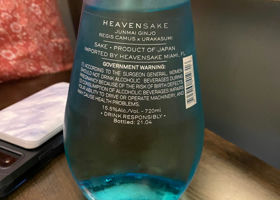 HEAVENSAKE
JUNMAI GINJO
REGIS CAMUS x URAKASUMI
SAKE • PRODUCT OF JAPAN
IMPORTED BY HEAVENSAKE MIAMI, FL
GOVERNMENT WARNING:
ACCORDING TO THE SURGEON GENERAL, WOMEN
SHOULD NOT DRINK ALCOHOLIC BEVERAGES DURING
PREGNANCY BECAUSE OF THE RISK OF BIRTH DEFECTS.
CONSUMPTION OF ALCOHOLIC BEVERAGES IMPAIRS
YOUR ABILITY TO DRIVE OR OPERATE MACHINERY, AND
MAY CAUSE HEALTH PROBLEMS.
15.5%Alc./Vol. - 720ml
• DRINK RESPONSIBLY •
Bottled: 21.04